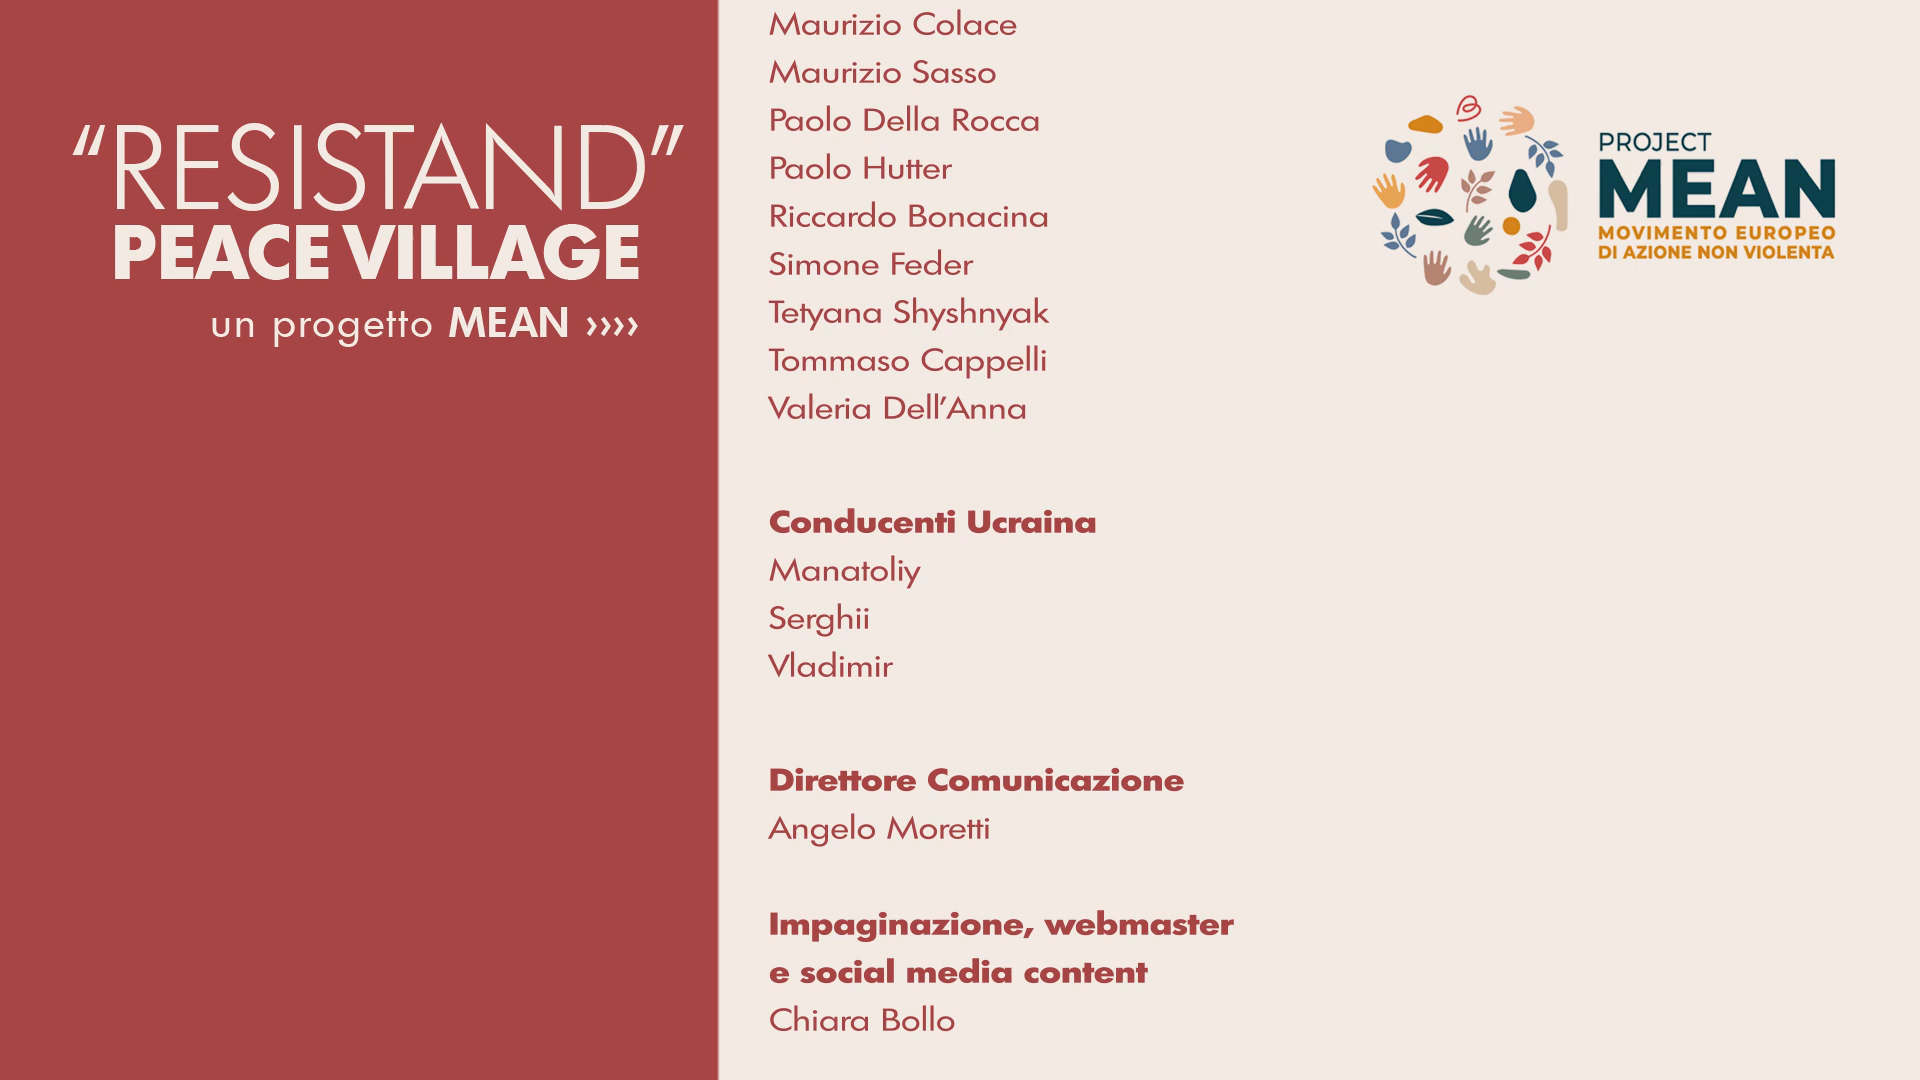 “RESISTAND”
PEACE VILLAGE
un progetto MEAN ››››
Maurizio Colace
Maurizio Sasso
Paolo Della Rocca
Paolo Hutter
Riccardo Bonacina
Simone Feder
Tetyana Shyshnyak
Tommaso Cappelli
Valeria Dell’Anna
Conducenti Ucraina
Manatoliy
Serghii
Vladimir
Direttore Comunicazione
Angelo Moretti
Impaginazione, webmaster
e social media content
Chiara Bollo
PROJECT
MEAN
MOVIMENTO EUROPEO
DI AZIONE NON VIOLENTA